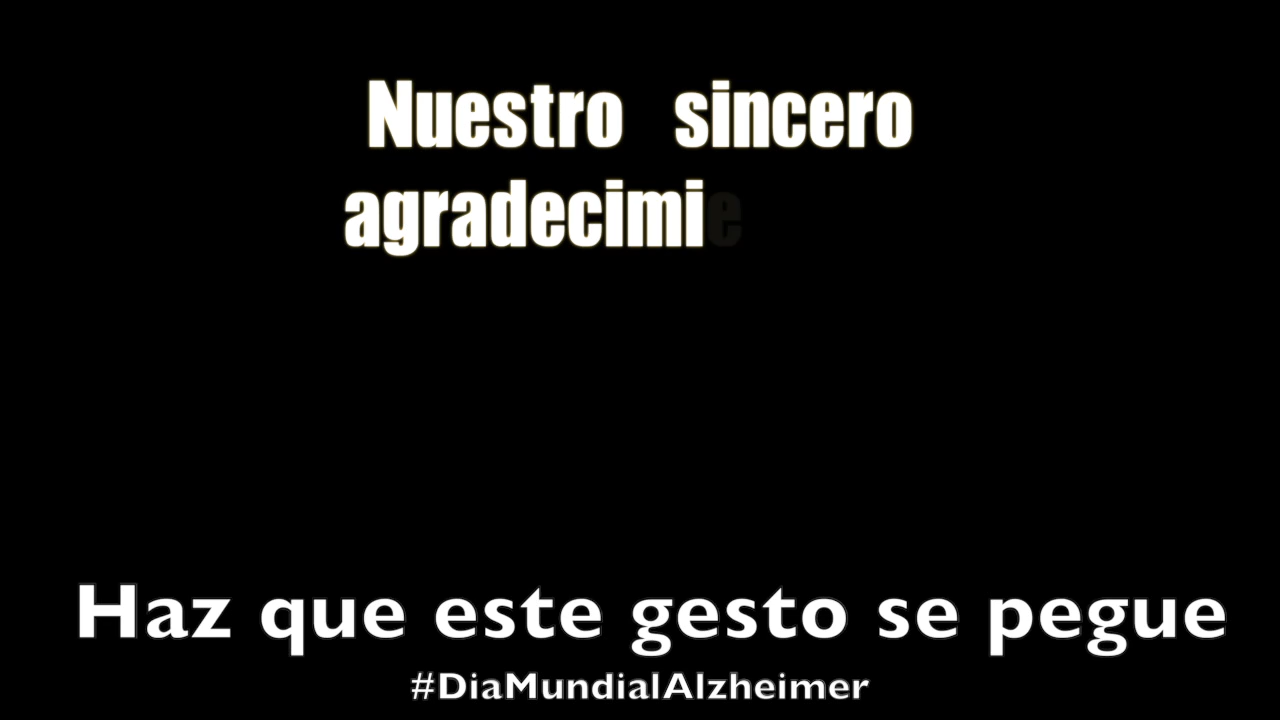 Nuestro sincero
agradecimie
Haz que este gesto se pegue
#DiaMundialAlzheimer